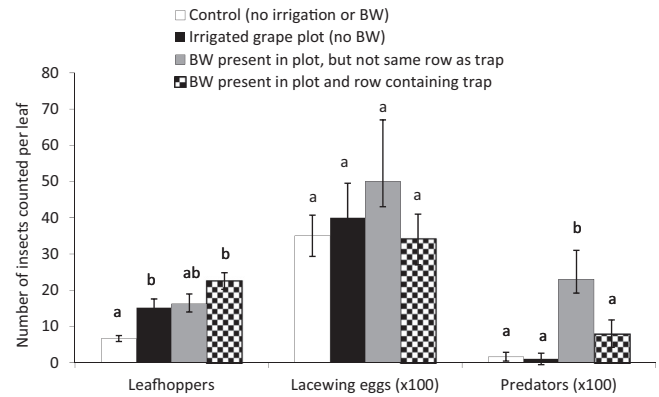 Control (no irrigation or BW)
Irrigated grape plot (no BW)
BW present in plot, but not same row as trap
BW present in plot and row containing trap
Number of insects counted per leaf
80
70
60
50
40
30
20
10
0
a
b
ab
b
a
a
a
a
a
a
b
a
Leafhoppers
Lacewing eggs (x100)
Predators (x100)